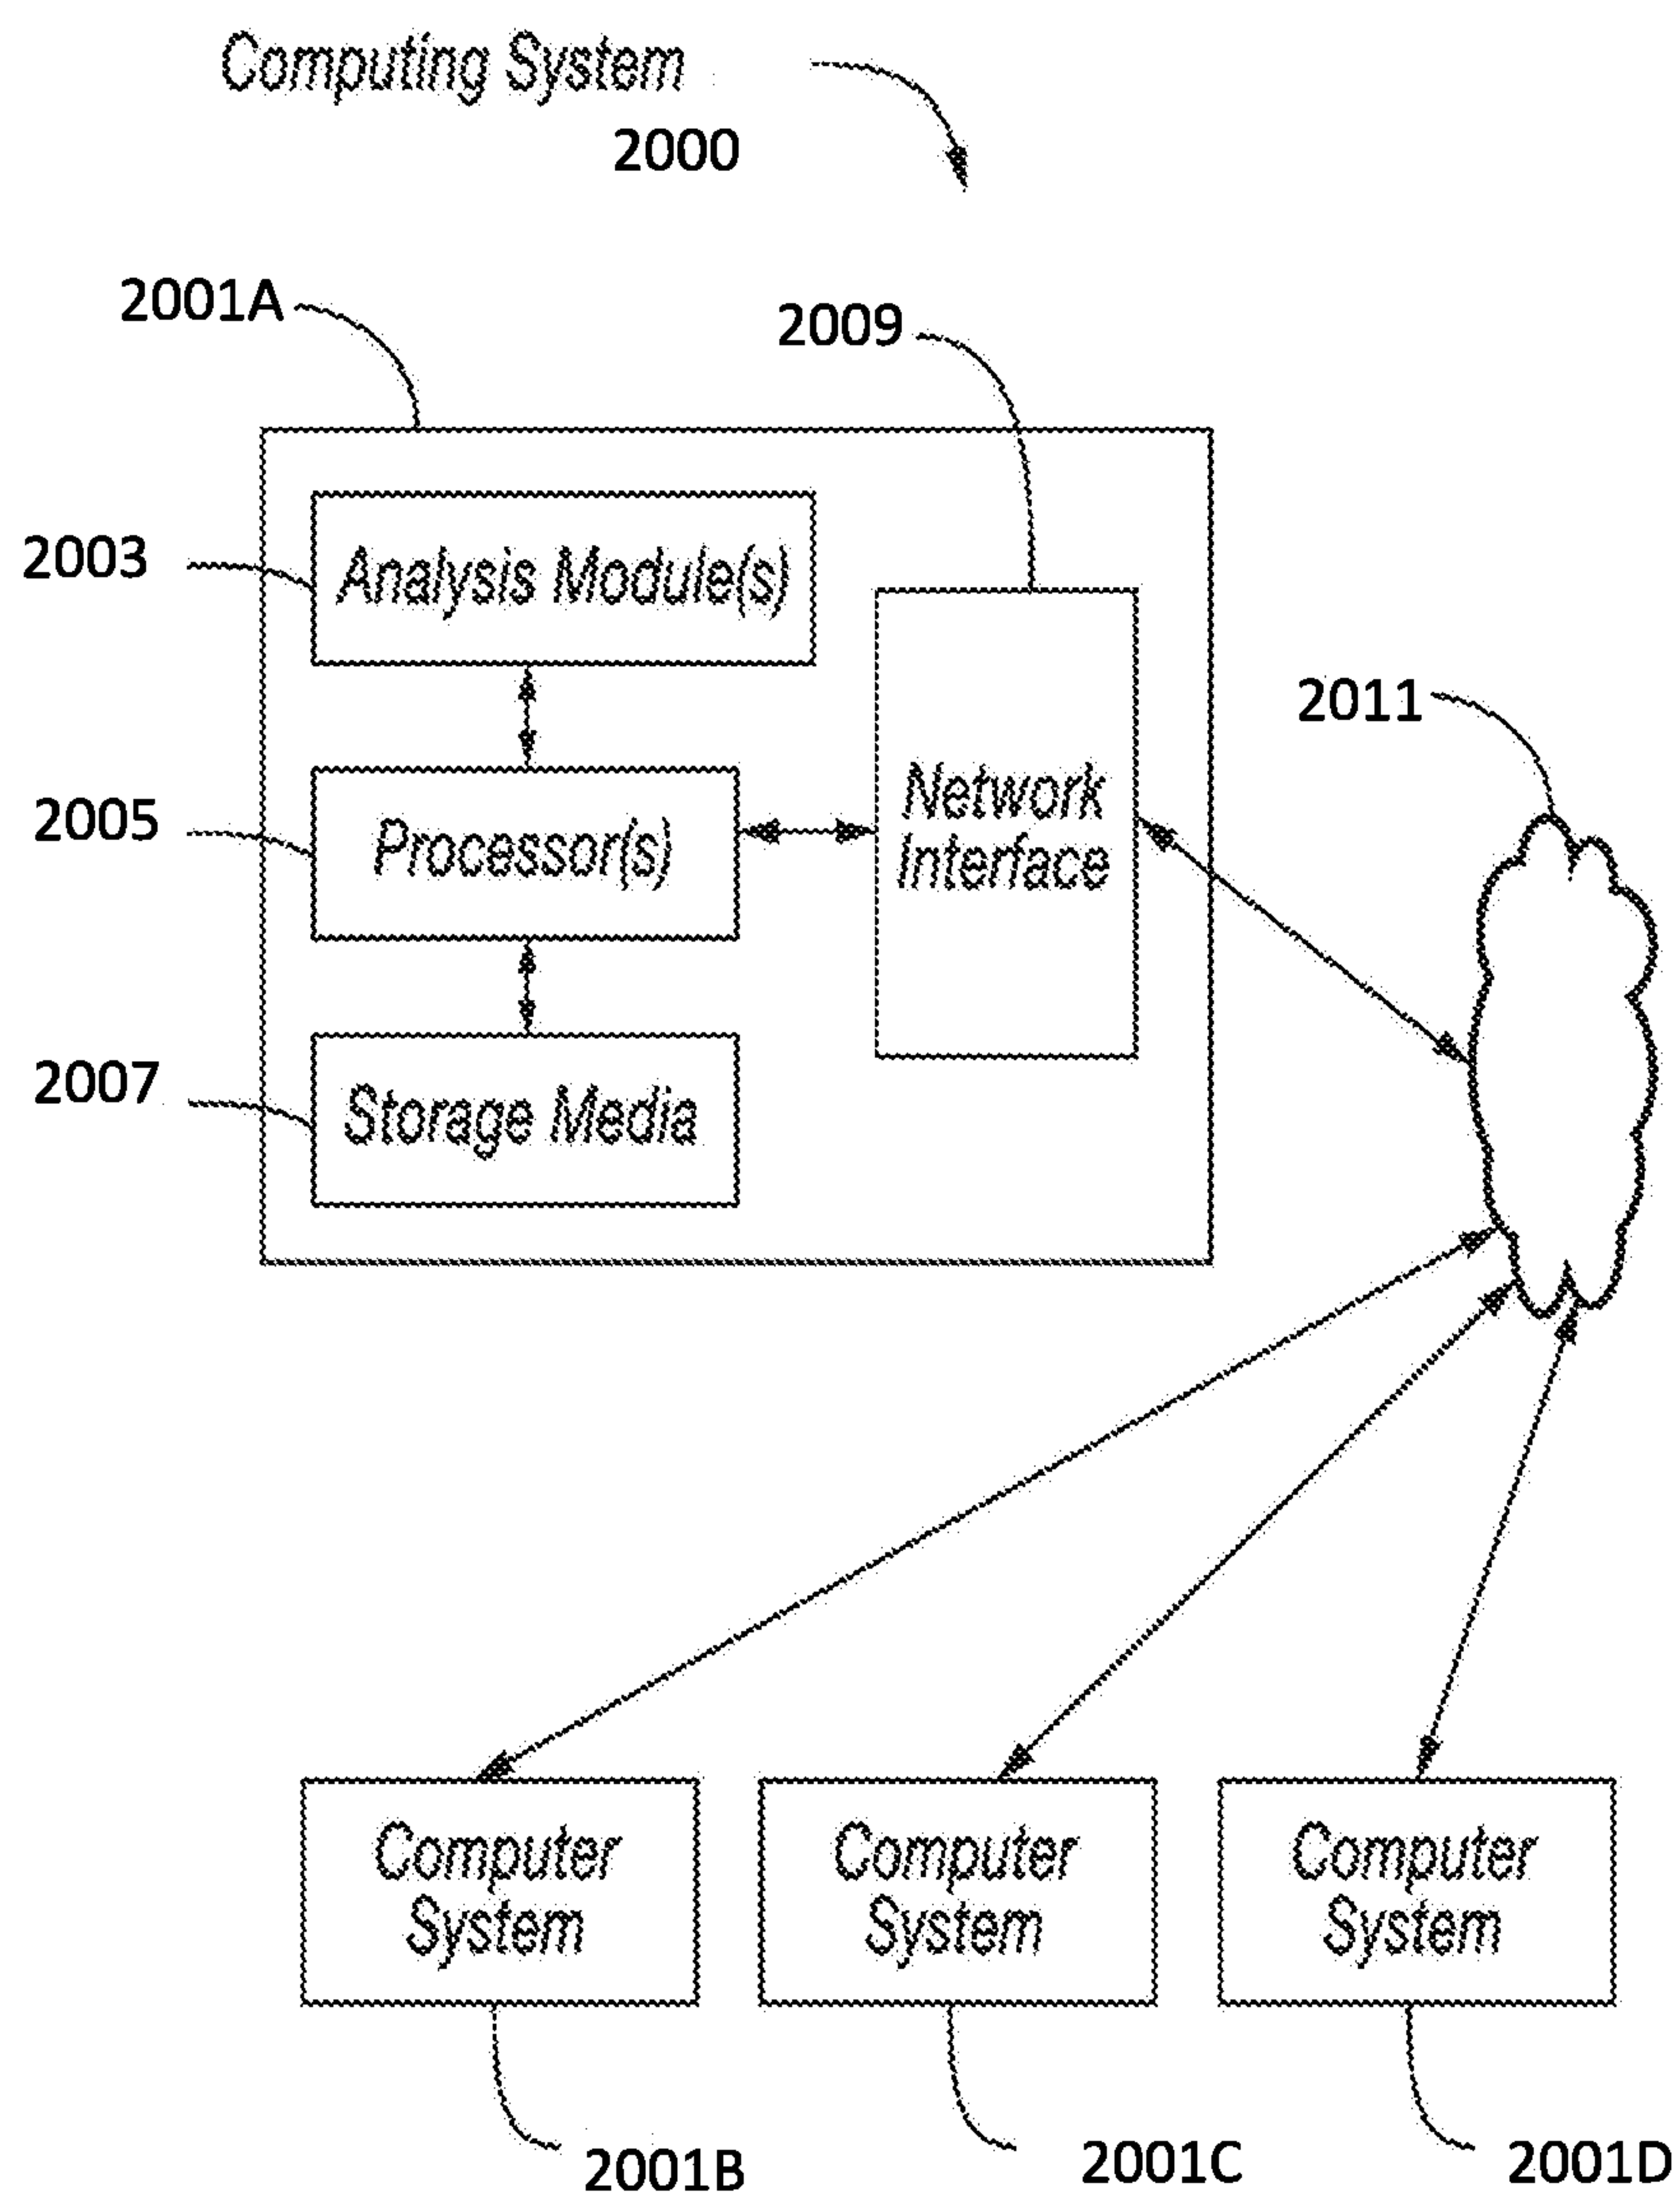 Computing System
2000
2001A
2009
2003
Analysis Module(s)
2011
2005
Processor(s)
Network
Interface
2007
Storage Media
Computer
System
Computer
System
Computer
System
2001B
2001C
2001D